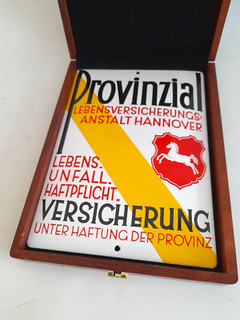 Provinzial
LEBENSVERSICHERUNGS-
ANSTALT HANNOVER
LEBENS-
UNFALL-
HAFTPFLICHT-
VERSICHERUNG
UNTER HAFTUNG DER PROVINZ